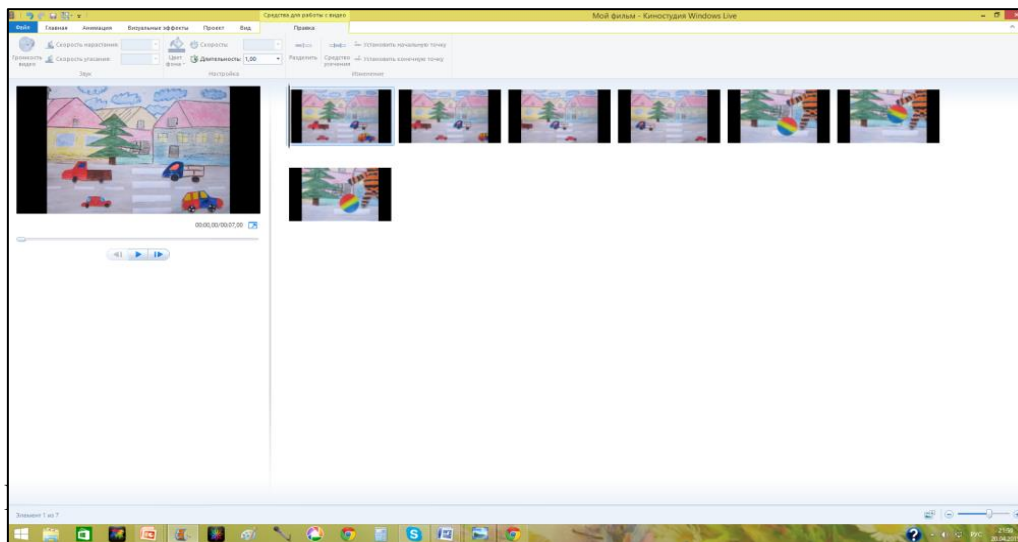 Средства для работы с видео
Мой фильм - Киностудия Windows Live
Файл Главная Анимация Визуальные эффекты Проект Вид Правка
Громкость видео
Скорость нарастания:
Скорость угасания:
Звук
Цвет фона
Скорость:
Длительность: 1,00
Настройка
Разделить
Средство усечения
Установить начальную точку
Установить конечную точку
Изменение
00:00,00/00:07,00
Элемент 1 из 7
РУС